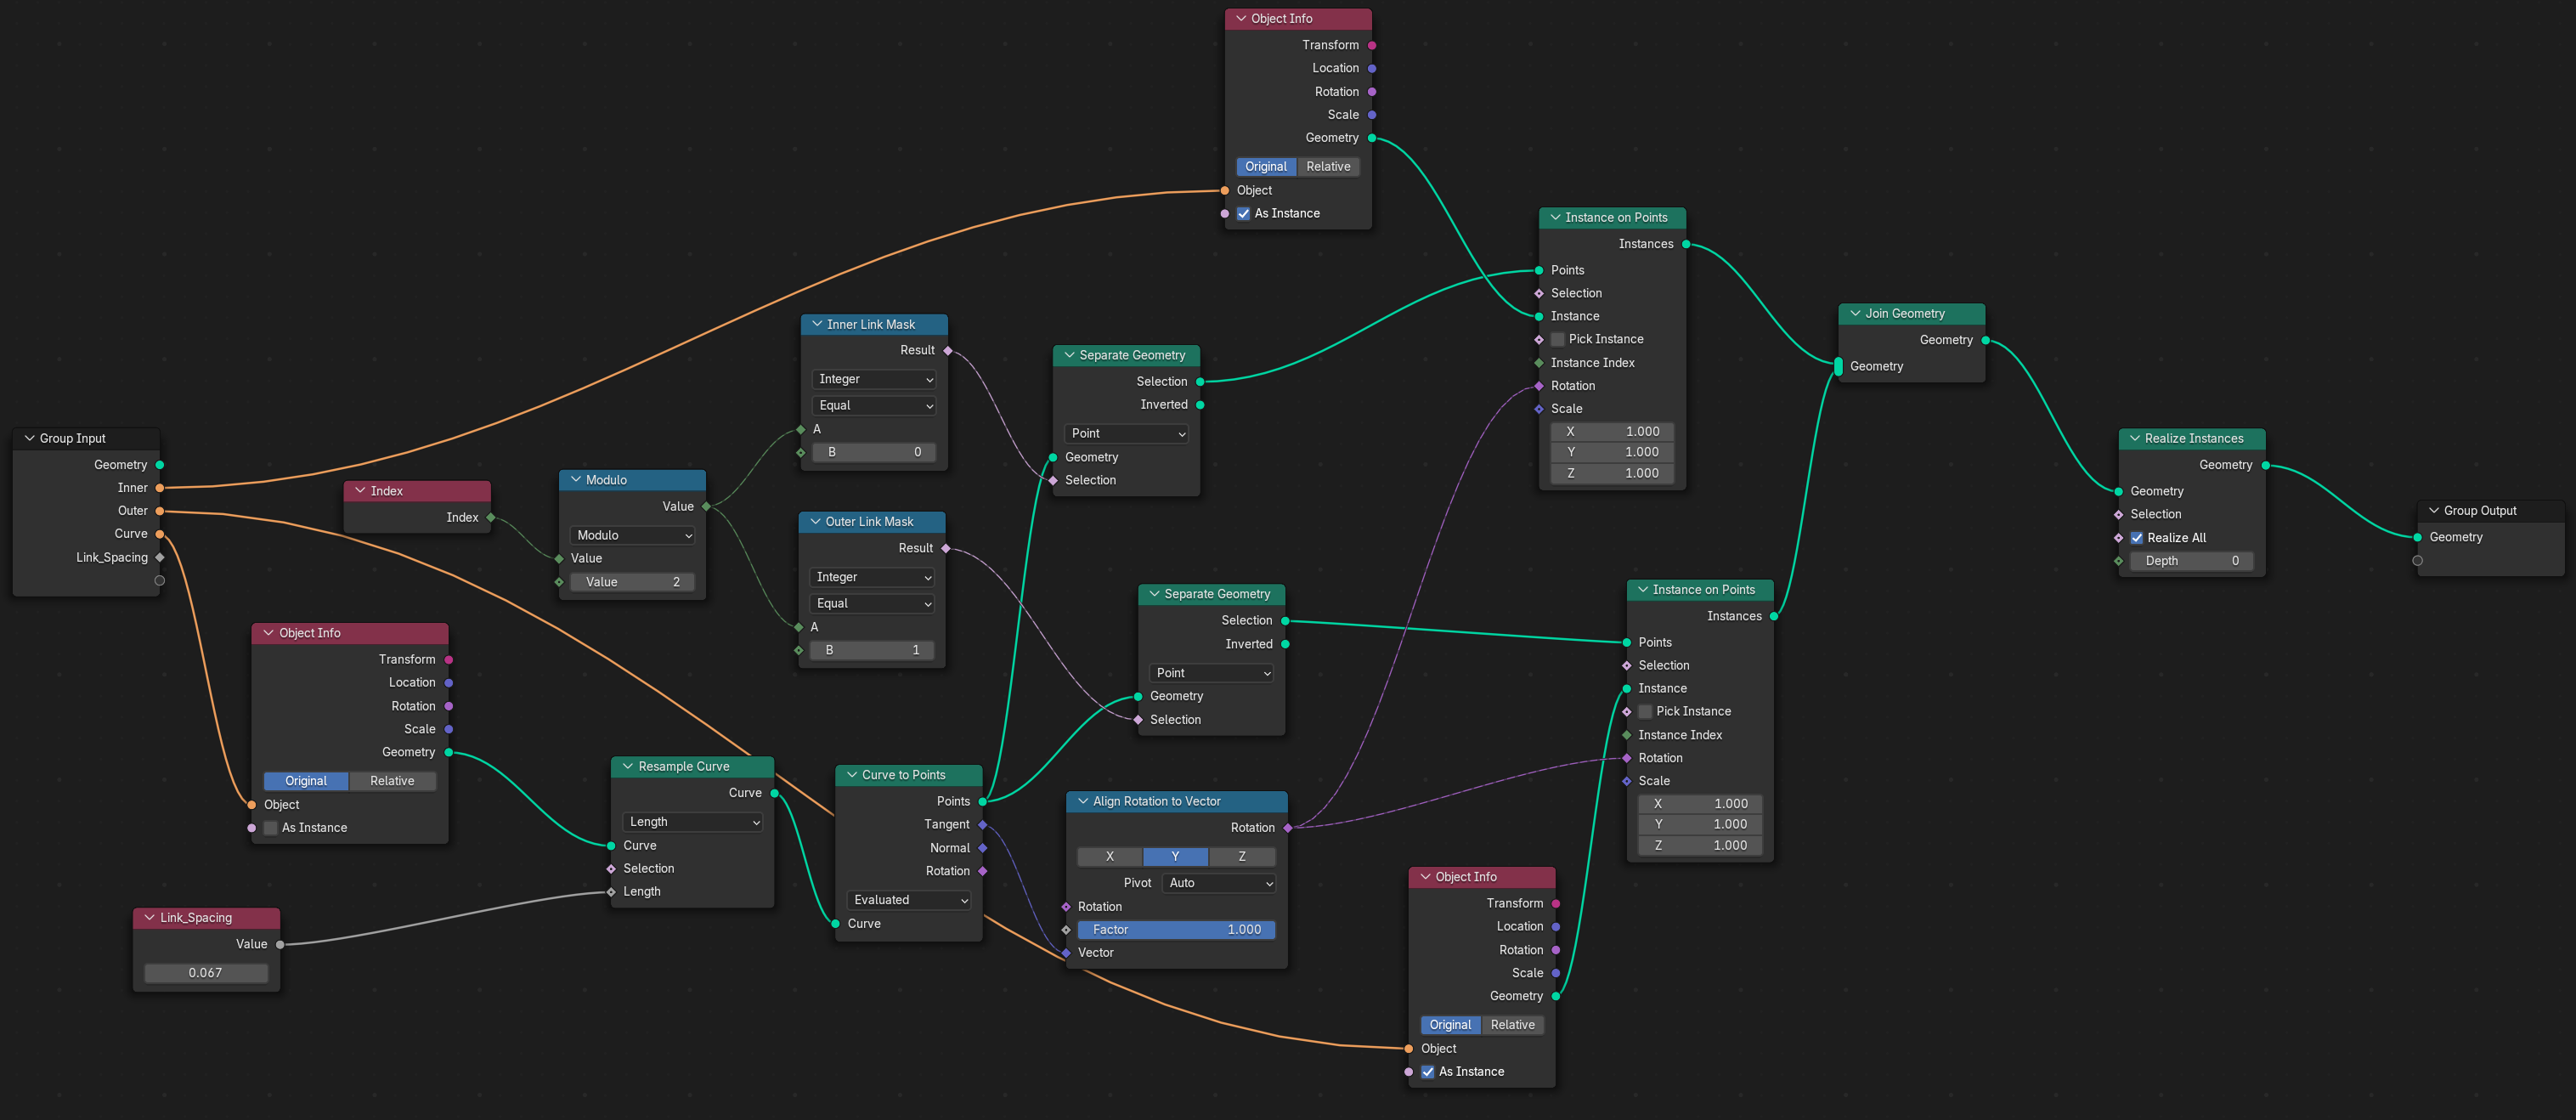 Group Input
Geometry
Inner
Outer
Curve
Link_Spacing
Object Info
Transform
Location
Rotation
Scale
Geometry
Original Relative
Object
As Instance
Link_Spacing
Value
0.067
Index
Index
Modulo
Value
Modulo
Value
Value 2
Resample Curve
Curve
Length
Curve
Selection
Length
Inner Link Mask
Result
Integer
Equal
A
B 0
Outer Link Mask
Result
Integer
Equal
A
B 1
Curve to Points
Points
Tangent
Normal
Rotation
Evaluated
Curve
Separate Geometry
Selection
Inverted
Point
Geometry
Selection
Separate Geometry
Selection
Inverted
Point
Geometry
Selection
Align Rotation to Vector
Rotation
X Y Z
Pivot Auto
Rotation
Factor 1.000
Vector
Object Info
Transform
Location
Rotation
Scale
Geometry
Original Relative
Object
As Instance
Object Info
Transform
Location
Rotation
Scale
Geometry
Original Relative
Object
As Instance
Instance on Points
Instances
Points
Selection
Instance
Pick Instance
Instance Index
Rotation
Scale
X 1.000
Y 1.000
Z 1.000
Instance on Points
Instances
Points
Selection
Instance
Pick Instance
Instance Index
Rotation
Scale
X 1.000
Y 1.000
Z 1.000
Join Geometry
Geometry
Geometry
Realize Instances
Geometry
Geometry
Selection
Realize All
Depth 0
Group Output
Geometry